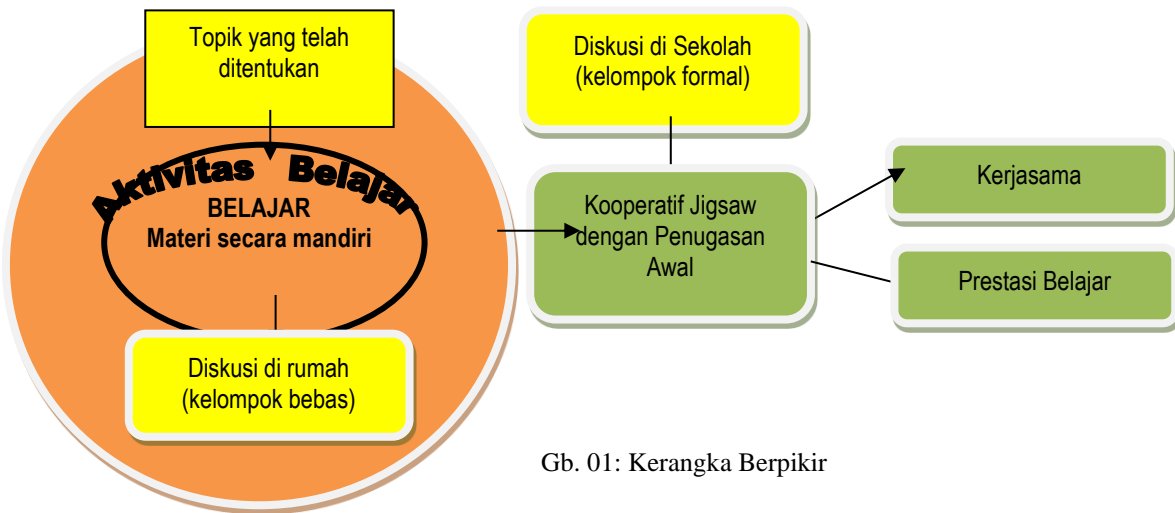 Topik yang telah
ditentukan
Aktivitas Belajar
BELAJAR
Materi secara mandiri
Diskusi di rumah
(kelompok bebas)
Diskusi di Sekolah
(kelompok formal)
Kooperatif Jigsaw
dengan Penugasan
Awal
Kerjasama
Prestasi Belajar
Gb. 01: Kerangka Berpikir